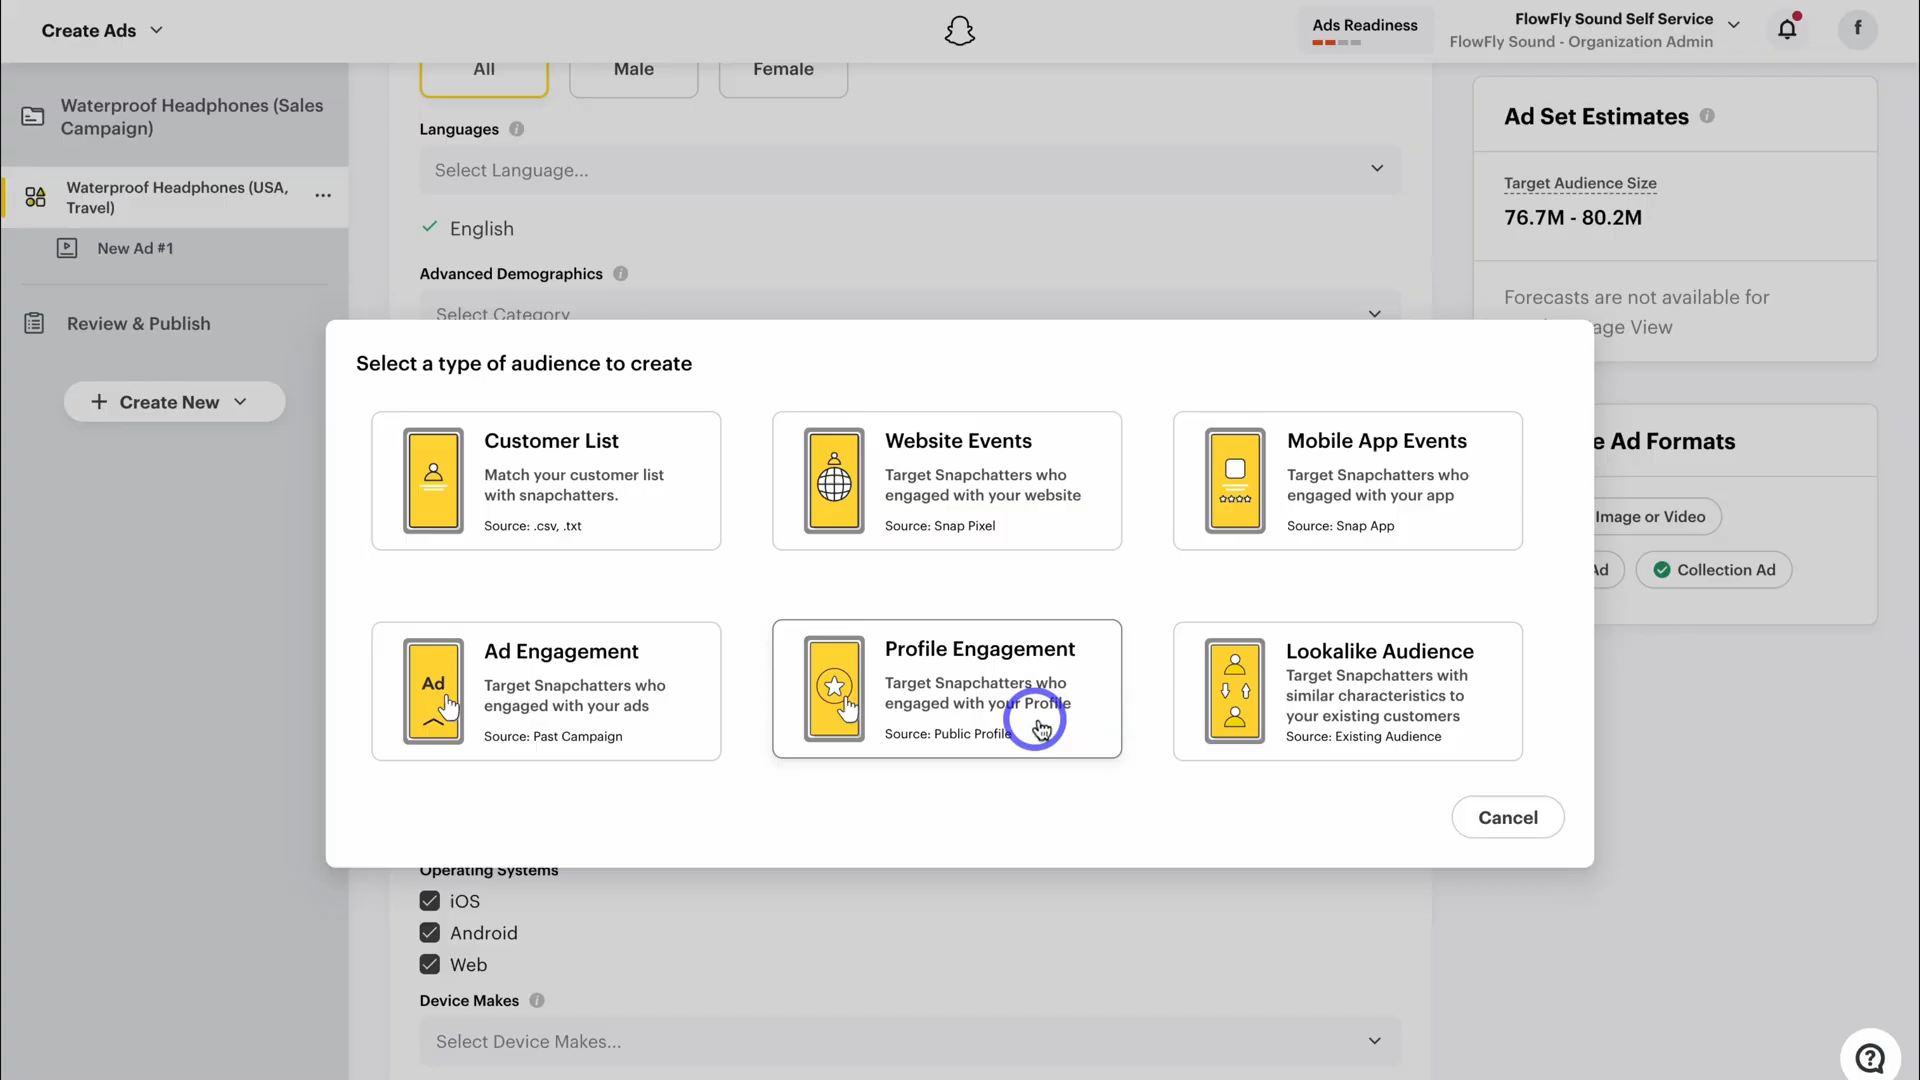 Create Ads
Ads Readiness
FlowFly Sound Self Service
FlowFly Sound - Organization Admin
f
Waterproof Headphones (Sales
Campaign)
Waterproof Headphones (USA,
Travel)
New Ad #1
Review & Publish
Create New
All
Male
Female
Languages
Select Language...
English
Advanced Demographics
Select Category
Ad Set Estimates
Target Audience Size
76.7M - 80.2M
Forecasts are not available for
age View
Select a type of audience to create
Customer List
Match your customer list
with snapchatters.
Source: .csv, .txt
Website Events
Target Snapchatters who
engaged with your website
Source: Snap Pixel
Mobile App Events
Target Snapchatters who
engaged with your app
Source: Snap App
Ad
Ad Engagement
Target Snapchatters who
engaged with your ads
Source: Past Campaign
Profile Engagement
Target Snapchatters who
engaged with your Profile
Source: Public Profile
Lookalike Audience
Target Snapchatters with
similar characteristics to
your existing customers
Source: Existing Audience
Cancel
e Ad Formats
Image or Video
Ad
Collection Ad
Operating Systems
iOS
Android
Web
Device Makes
Select Device Makes...